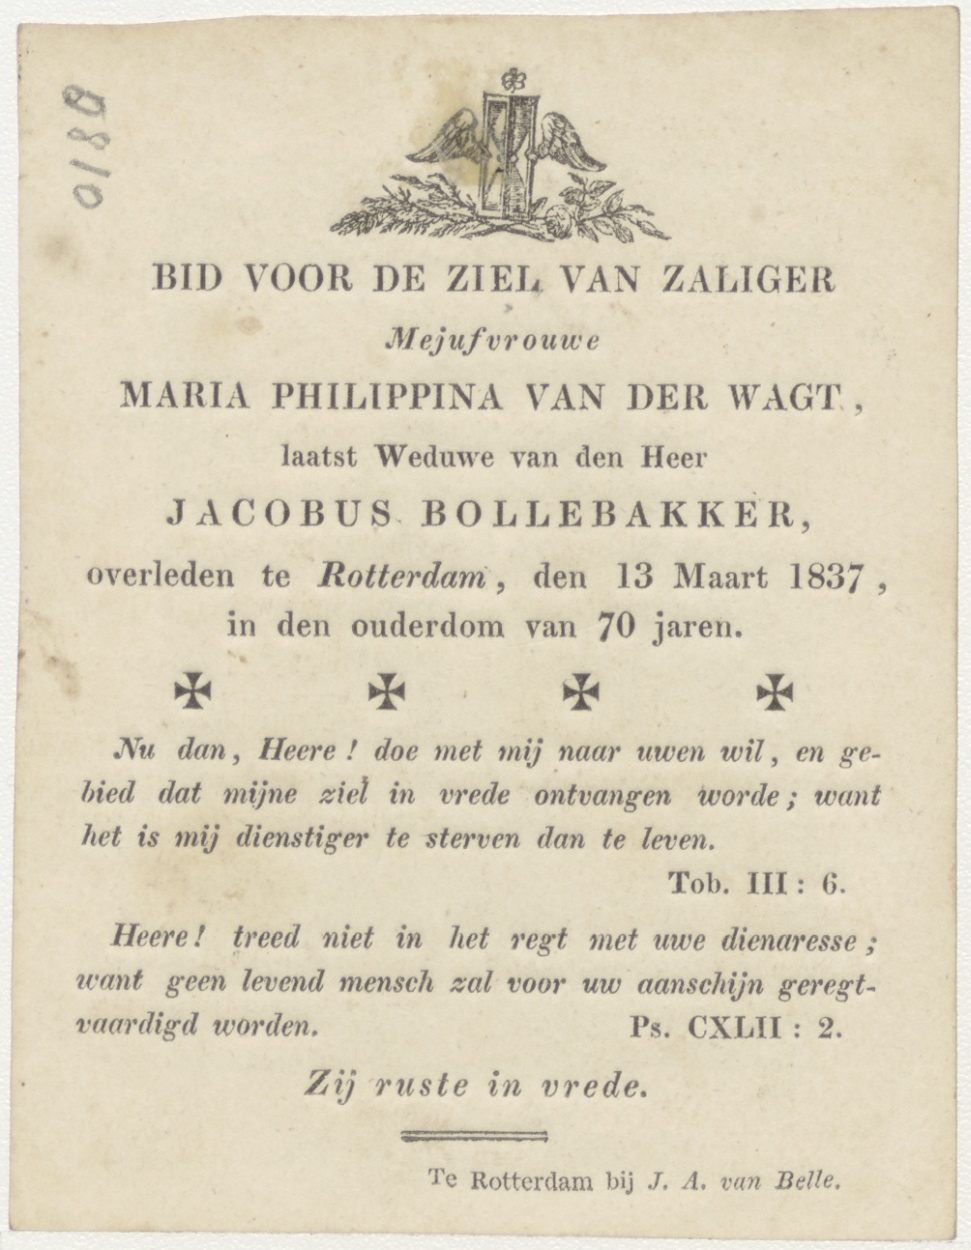 0180
BID VOOR DE ZIEL VAN ZALIGER
Mejufvrouwe
MARIA PHILIPPINA VAN DER WAGT,
laatst Weduwe van den Heer
JACOBUS BOLLEBAKKER,
overleden te Rotterdam, den 13 Maart 1837,
in den ouderdom van 70 jaren.
✠ ✠ ✠ ✠
Nu dan, Heere! doe met mij naar uwen wil, en ge-
bied dat mijne ziel in vrede ontvangen worde; want
het is mij dienstiger te sterven dan te leven.
Tob. III: 6.
Heere! treed niet in het regt met uwe dienaresse;
want geen levend mensch zal voor uw aanschijn geregt-
vaardigd worden. Ps. CXLII: 2.
Zij ruste in vrede.
Te Rotterdam bij J. A. van Belle.